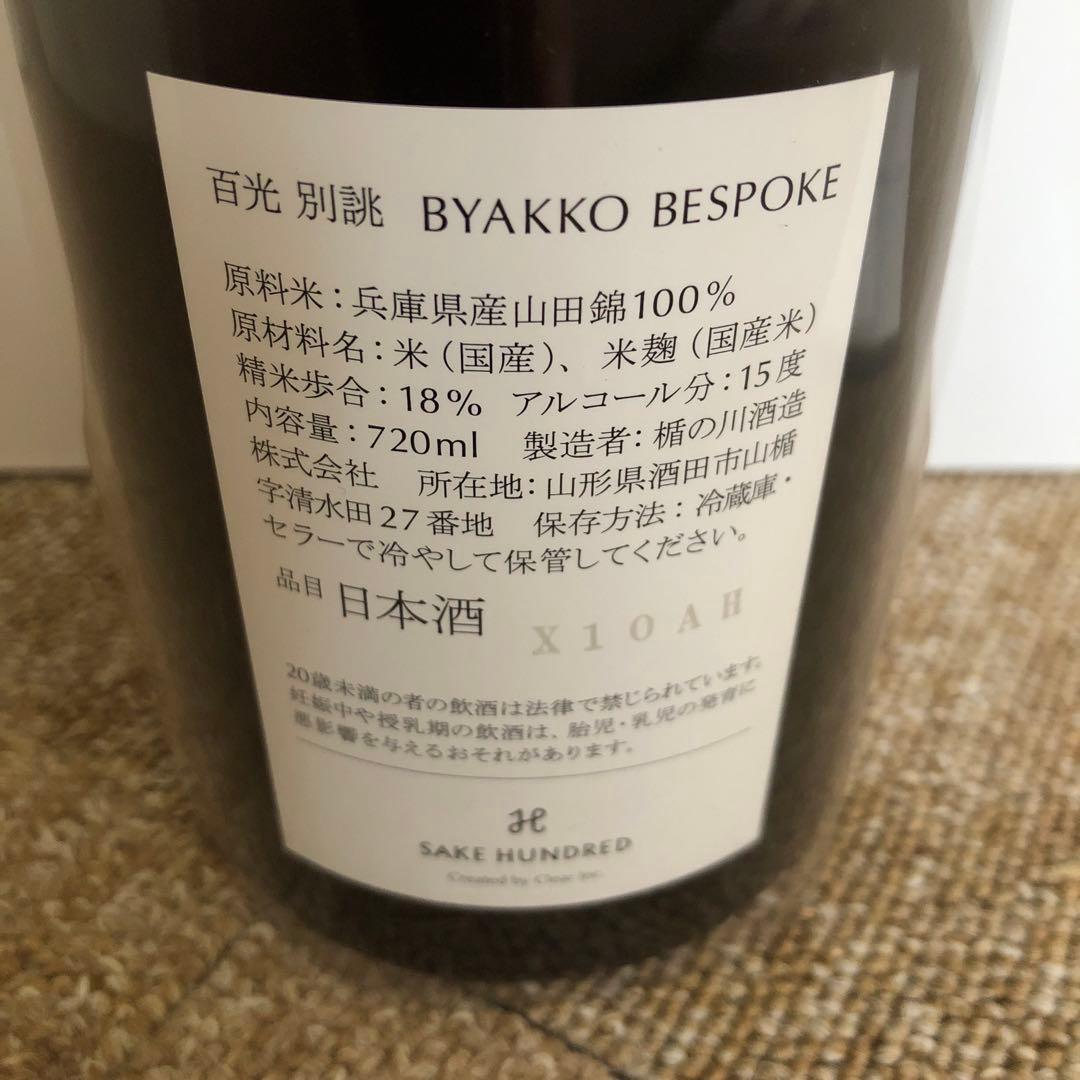 百光 別誂 BYAKKO BESPOKE
原料米：兵庫県産山田錦100%
原材料名：米（国産）、米麹（国産米）
精米歩合：18% アルコール分：15度
内容量：720ml 製造者：楯の川酒造
株式会社 所在地：山形県酒田市山楯
字清水田27番地 保存方法：冷蔵庫・
セラーで冷やして保管してください。
品目 日本酒
X10AH
20歳未満の者の飲酒は法律で禁じられています。
妊娠中や授乳期の飲酒は、胎児・乳児の発育に
悪影響を与えるおそれがあります。
SAKE HUNDRED
Created by Clear Inc.